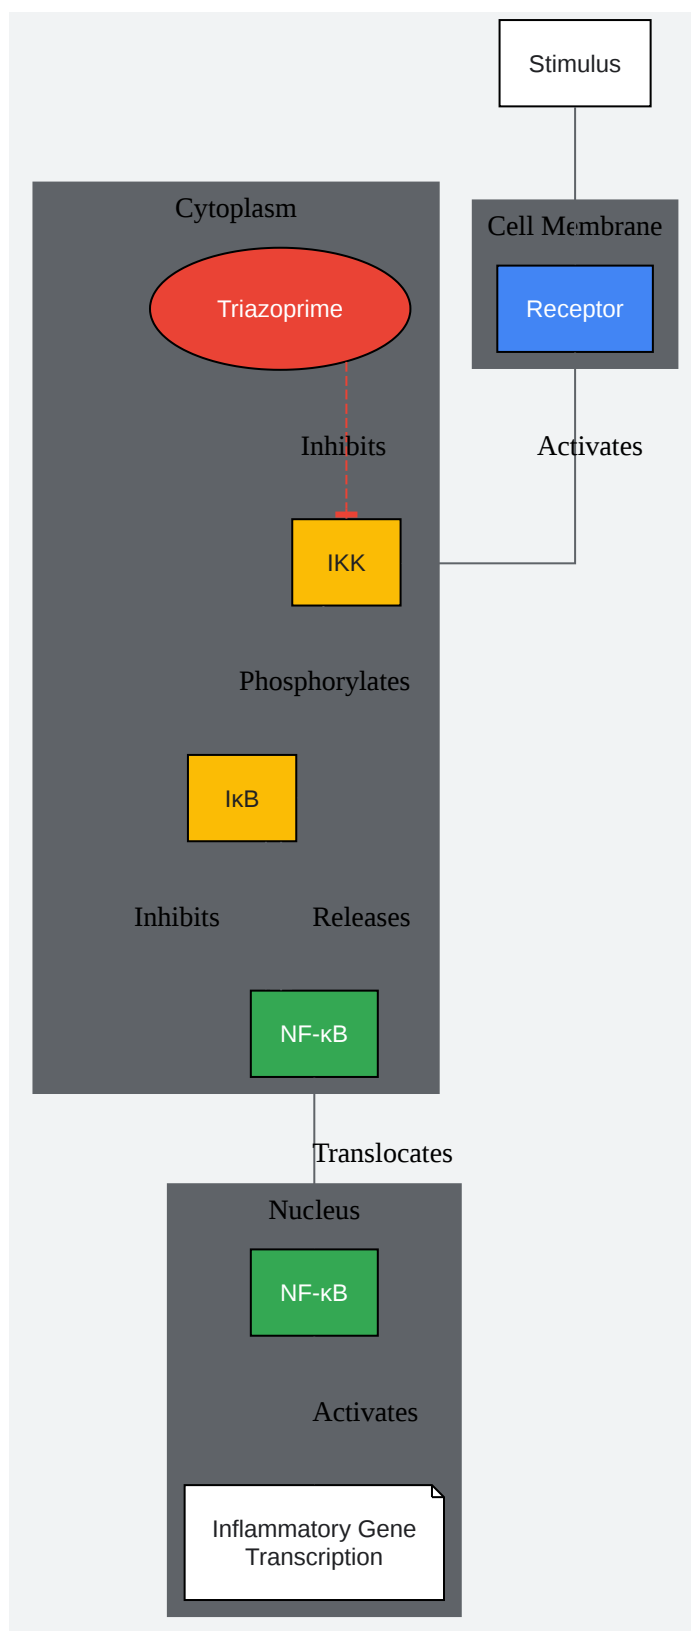 Stimulus
Cytoplasm
Cell Membrane
Triazoprime
Receptor
Inhibits
Activates
IKK
Phosphorylates
IκB
Inhibits
Releases
NF-κB
Translocates
Nucleus
NF-κB
Activates
Inflammatory Gene
Transcription